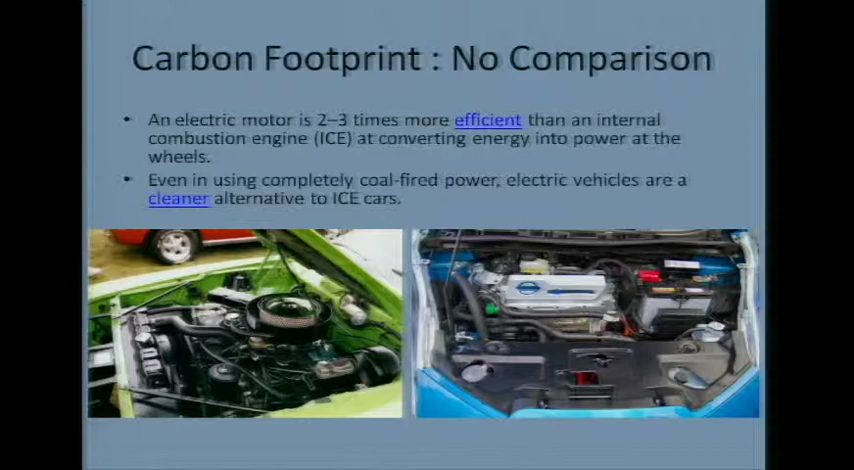 Carbon Footprint : No Comparison
• An electric motor is 2–3 times more efficient than an internal
combustion engine (ICE) at converting energy into power at the
wheels.
• Even in using completely coal-fired power, electric vehicles are a
cleaner alternative to ICE cars.